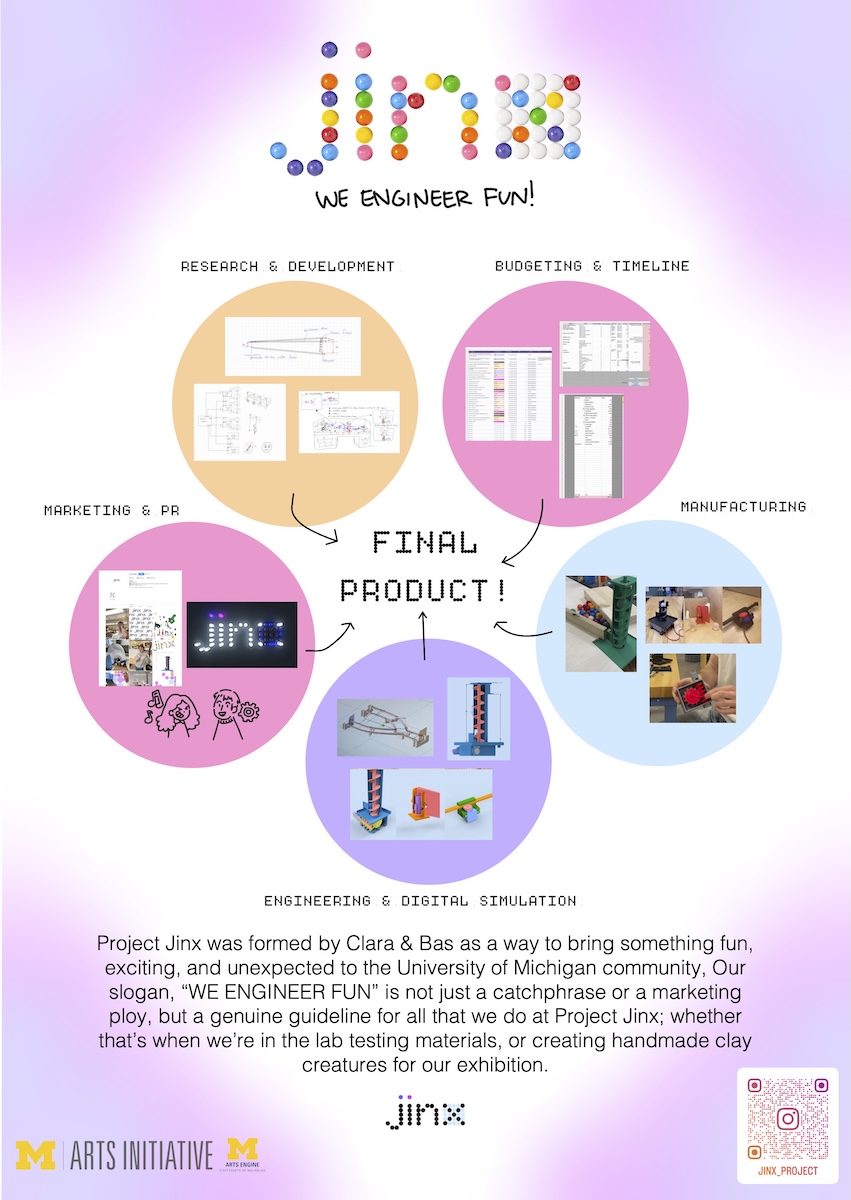 jinx
WE ENGINEER FUN!
RESEARCH & DEVELOPMENT
BUDGETING & TIMELINE
MARKETING & PR
MANUFACTURING
FINAL
PRODUCT!
jinx
ENGINEERING & DIGITAL SIMULATION
Project Jinx was formed by Clara & Bas as a way to bring something fun,
exciting, and unexpected to the University of Michigan community, Our
slogan, “WE ENGINEER FUN” is not just a catchphrase or a marketing
ploy, but a genuine guideline for all that we do at Project Jinx; whether
that’s when we’re in the lab testing materials, or creating handmade clay
creatures for our exhibition.
jinx
M | ARTS INITIATIVE
M
ARTS ENGINE
UNIVERSITY OF MICHIGAN
JINX_PROJECT